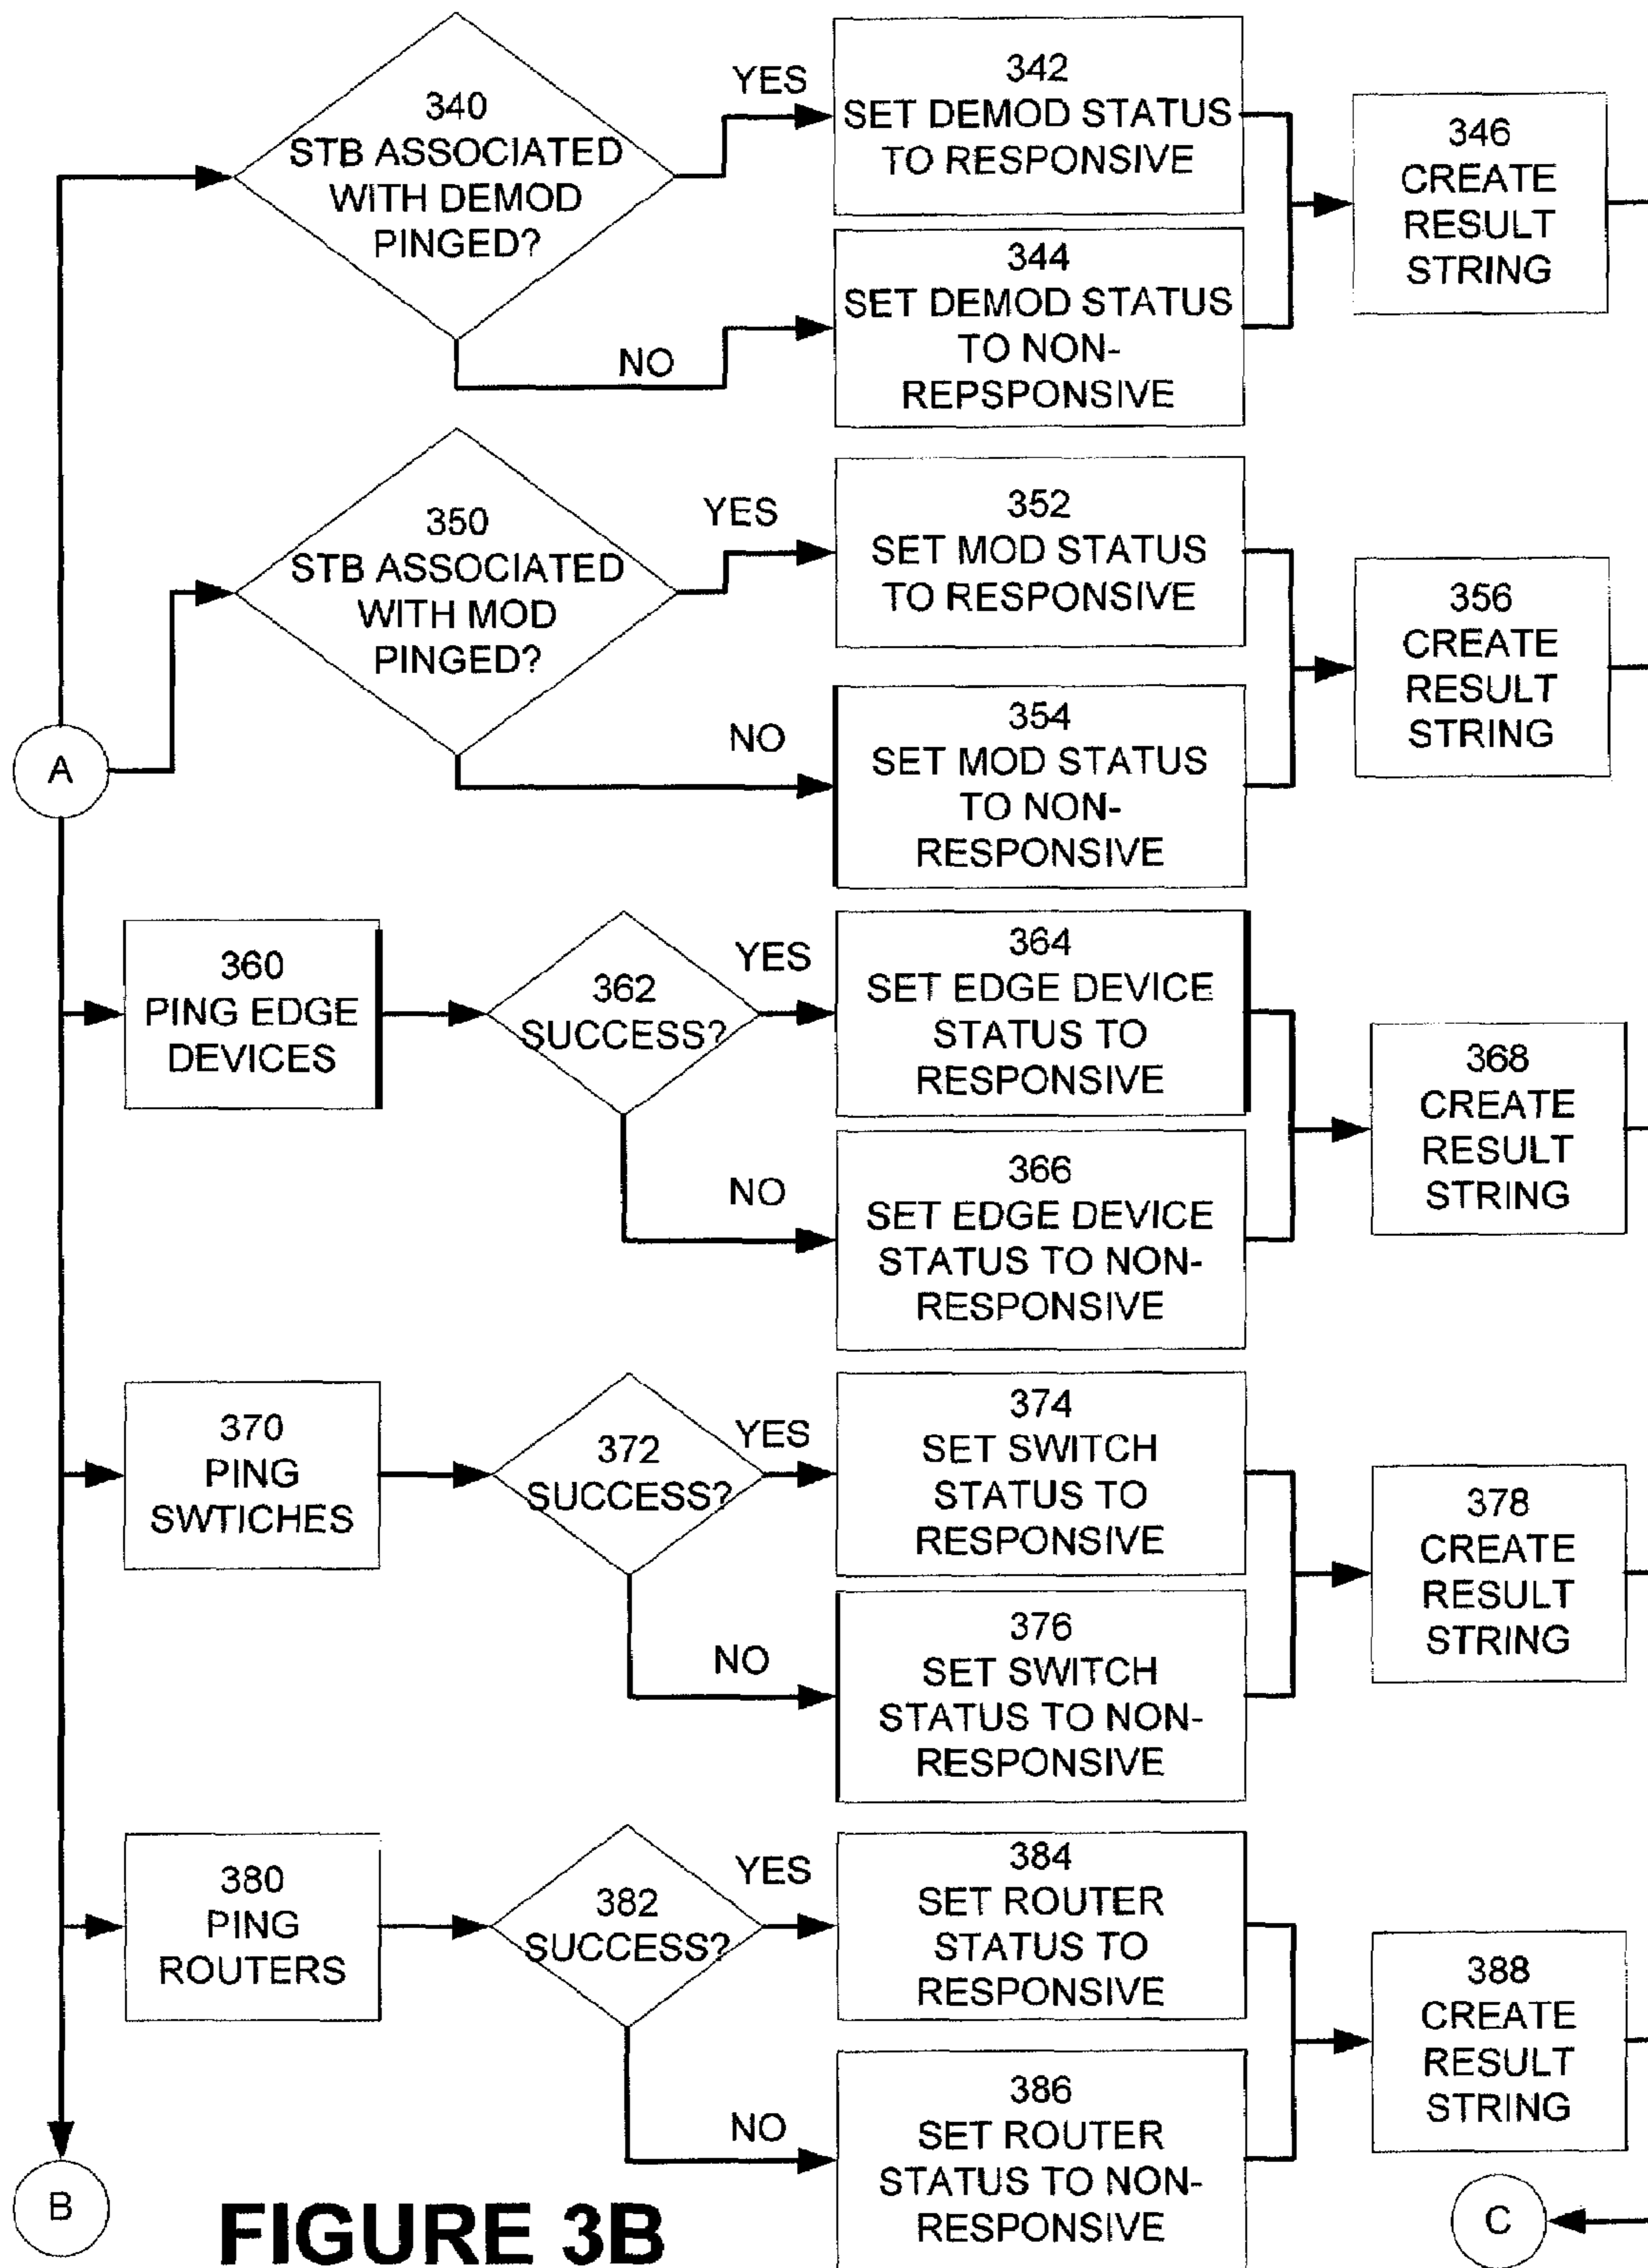 340
STB ASSOCIATED
WITH DEMOD
PINGED?
YES
NO
342
SET DEMOD STATUS
TO RESPONSIVE
344
SET DEMOD STATUS
TO NON-
REPSPONSIVE
346
CREATE
RESULT
STRING
350
STB ASSOCIATED
WITH MOD
PINGED?
YES
NO
352
SET MOD STATUS
TO RESPONSIVE
354
SET MOD STATUS
TO NON-
RESPONSIVE
356
CREATE
RESULT
STRING
A
360
PING EDGE
DEVICES
362
SUCCESS?
YES
NO
364
SET EDGE DEVICE
STATUS TO
RESPONSIVE
366
SET EDGE DEVICE
STATUS TO NON-
RESPONSIVE
368
CREATE
RESULT
STRING
370
PING
SWTICHES
372
SUCCESS?
YES
NO
374
SET SWITCH
STATUS TO
RESPONSIVE
376
SET SWITCH
STATUS TO NON-
RESPONSIVE
378
CREATE
RESULT
STRING
380
PING
ROUTERS
382
SUCCESS?
YES
NO
384
SET ROUTER
STATUS TO
RESPONSIVE
386
SET ROUTER
STATUS TO NON-
RESPONSIVE
388
CREATE
RESULT
STRING
B
C
FIGURE 3B